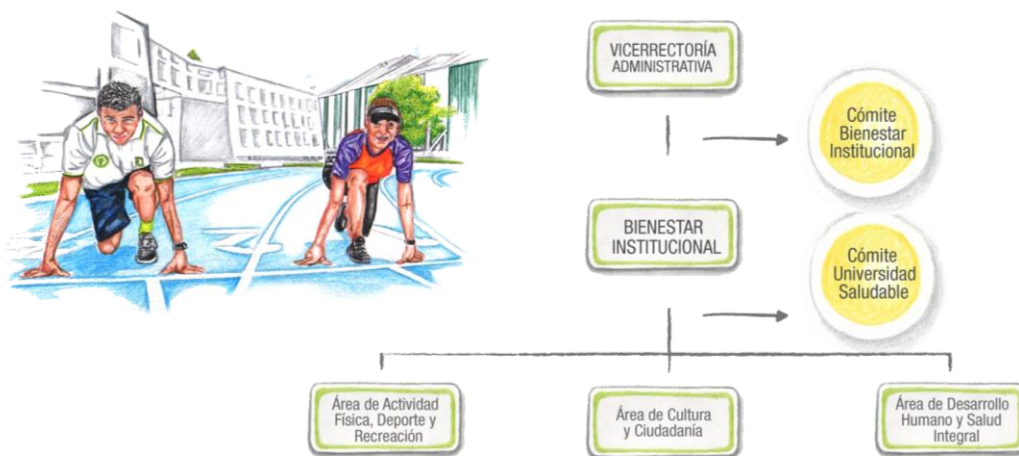 VICERRECTORÍA
ADMINISTRATIVA
Cómite
Bienestar
Institucional
BIENESTAR
INSTITUCIONAL
Cómite
Universidad
Saludable
Área de Actividad
Física, Deporte y
Recreación
Área de Cultura
y Ciudadanía
Área de Desarrollo
Humano y Salud
Integral